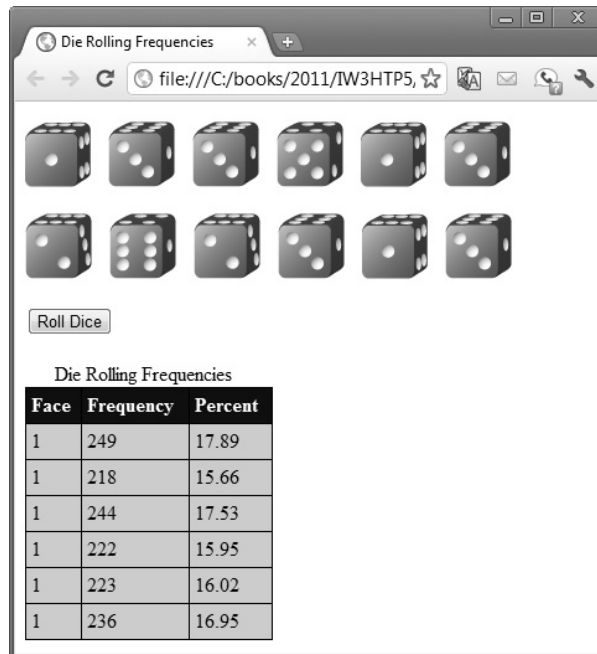 Die Rolling Frequencies
file:///C:/books/2011/IW3HTP5,
Roll Dice
Die Rolling Frequencies
Face Frequency Percent
1 249 17.89
1 218 15.66
1 244 17.53
1 222 15.95
1 223 16.02
1 236 16.95